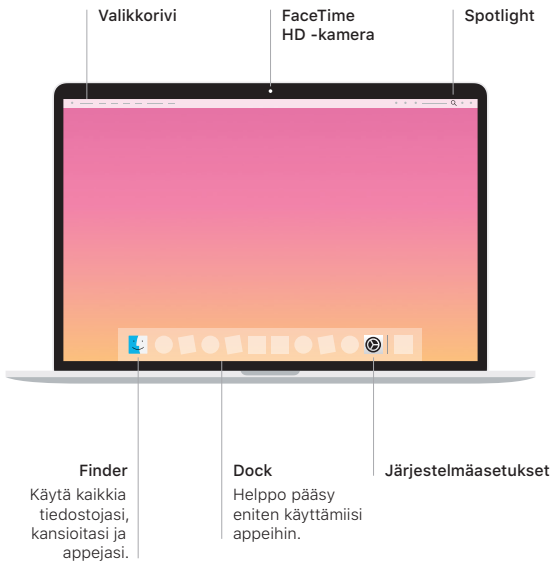 Valikkorivi
FaceTime
HD -kamera
Spotlight
Finder
Käytä kaikkia
tiedostojasi,
kansioitasi ja
appejasi.
Dock
Helppo pääsy
eniten käyttämiisi
appeihin.
Järjestelmäasetukset